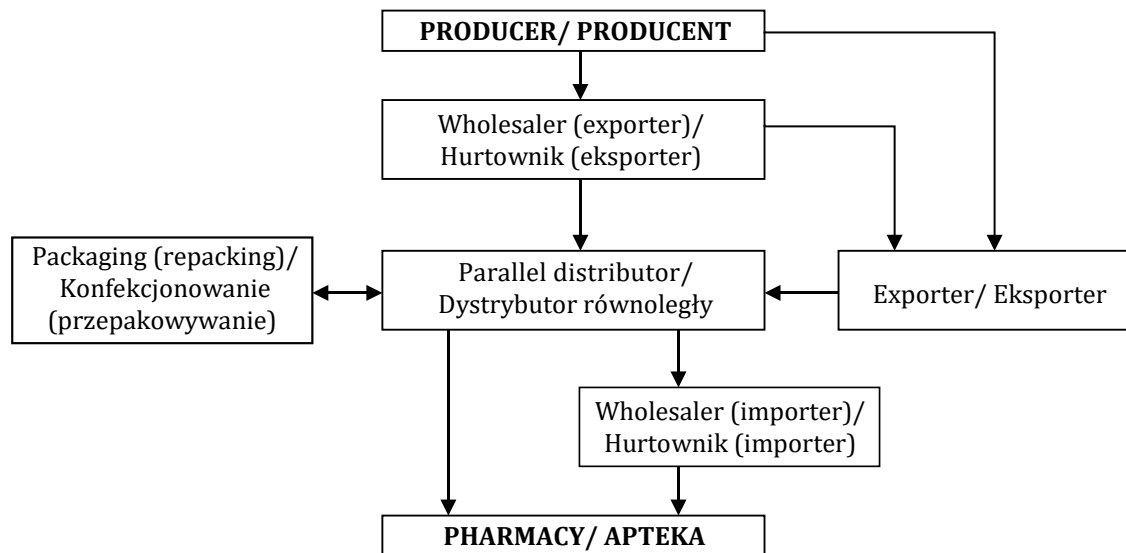 PRODUCER/ PRODUCENT
Wholesaler (exporter)/
Hurtownik (eksporter)
Packaging (repacking)/
Konfekcjonowanie
(przepakowywanie)
Parallel distributor/
Dystrybutor równoległy
Exporter/ Eksporter
Wholesaler (importer)/
Hurtownik (importer)
PHARMACY/ APTEKA